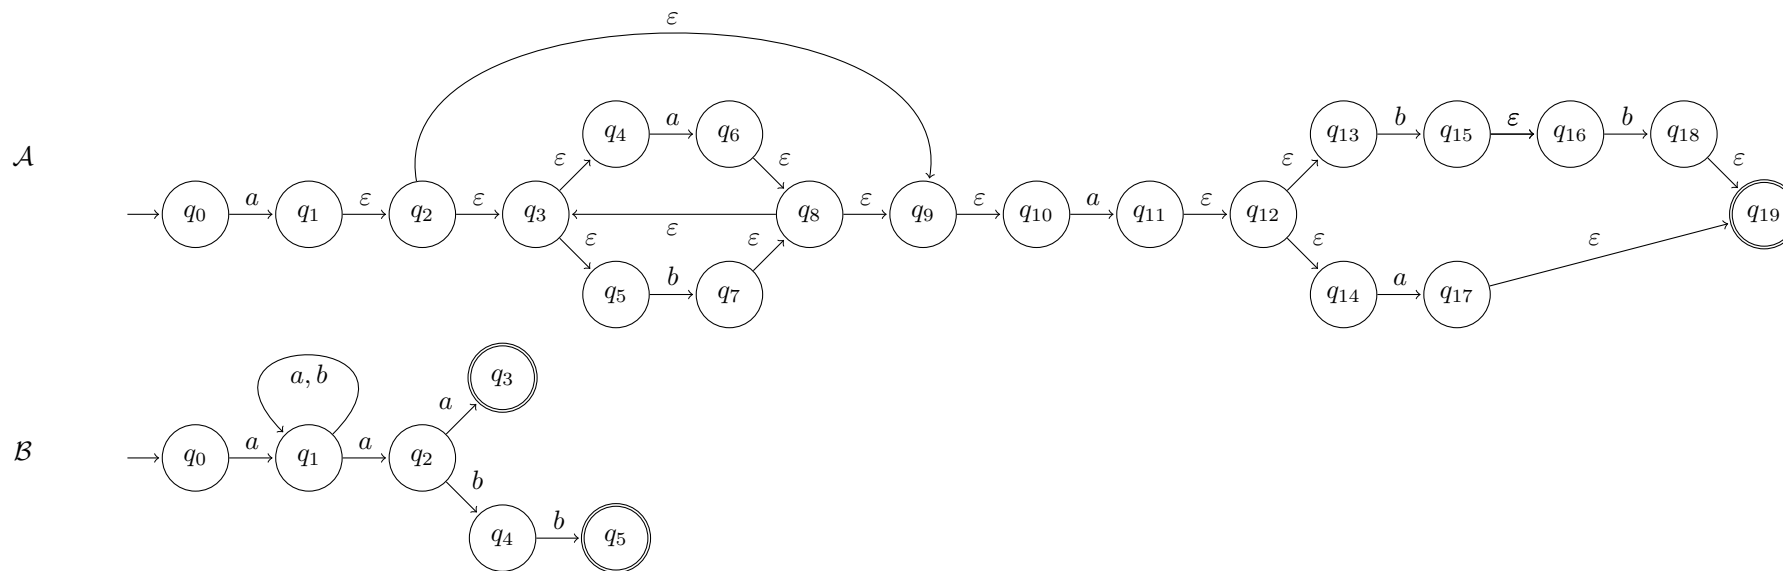 ε
q4 a q6 q13 b q15 ε q16 b q18
𝒜
ε ε ε ε
q0 a q1 ε q2 ε q3 q8 ε q9 ε q10 a q11 ε q12 q19
ε ε ε ε ε
q5 b q7 q14 a q17
a, b q3
a
ℬ
q0 a q1 a q2
b
q4 b q5